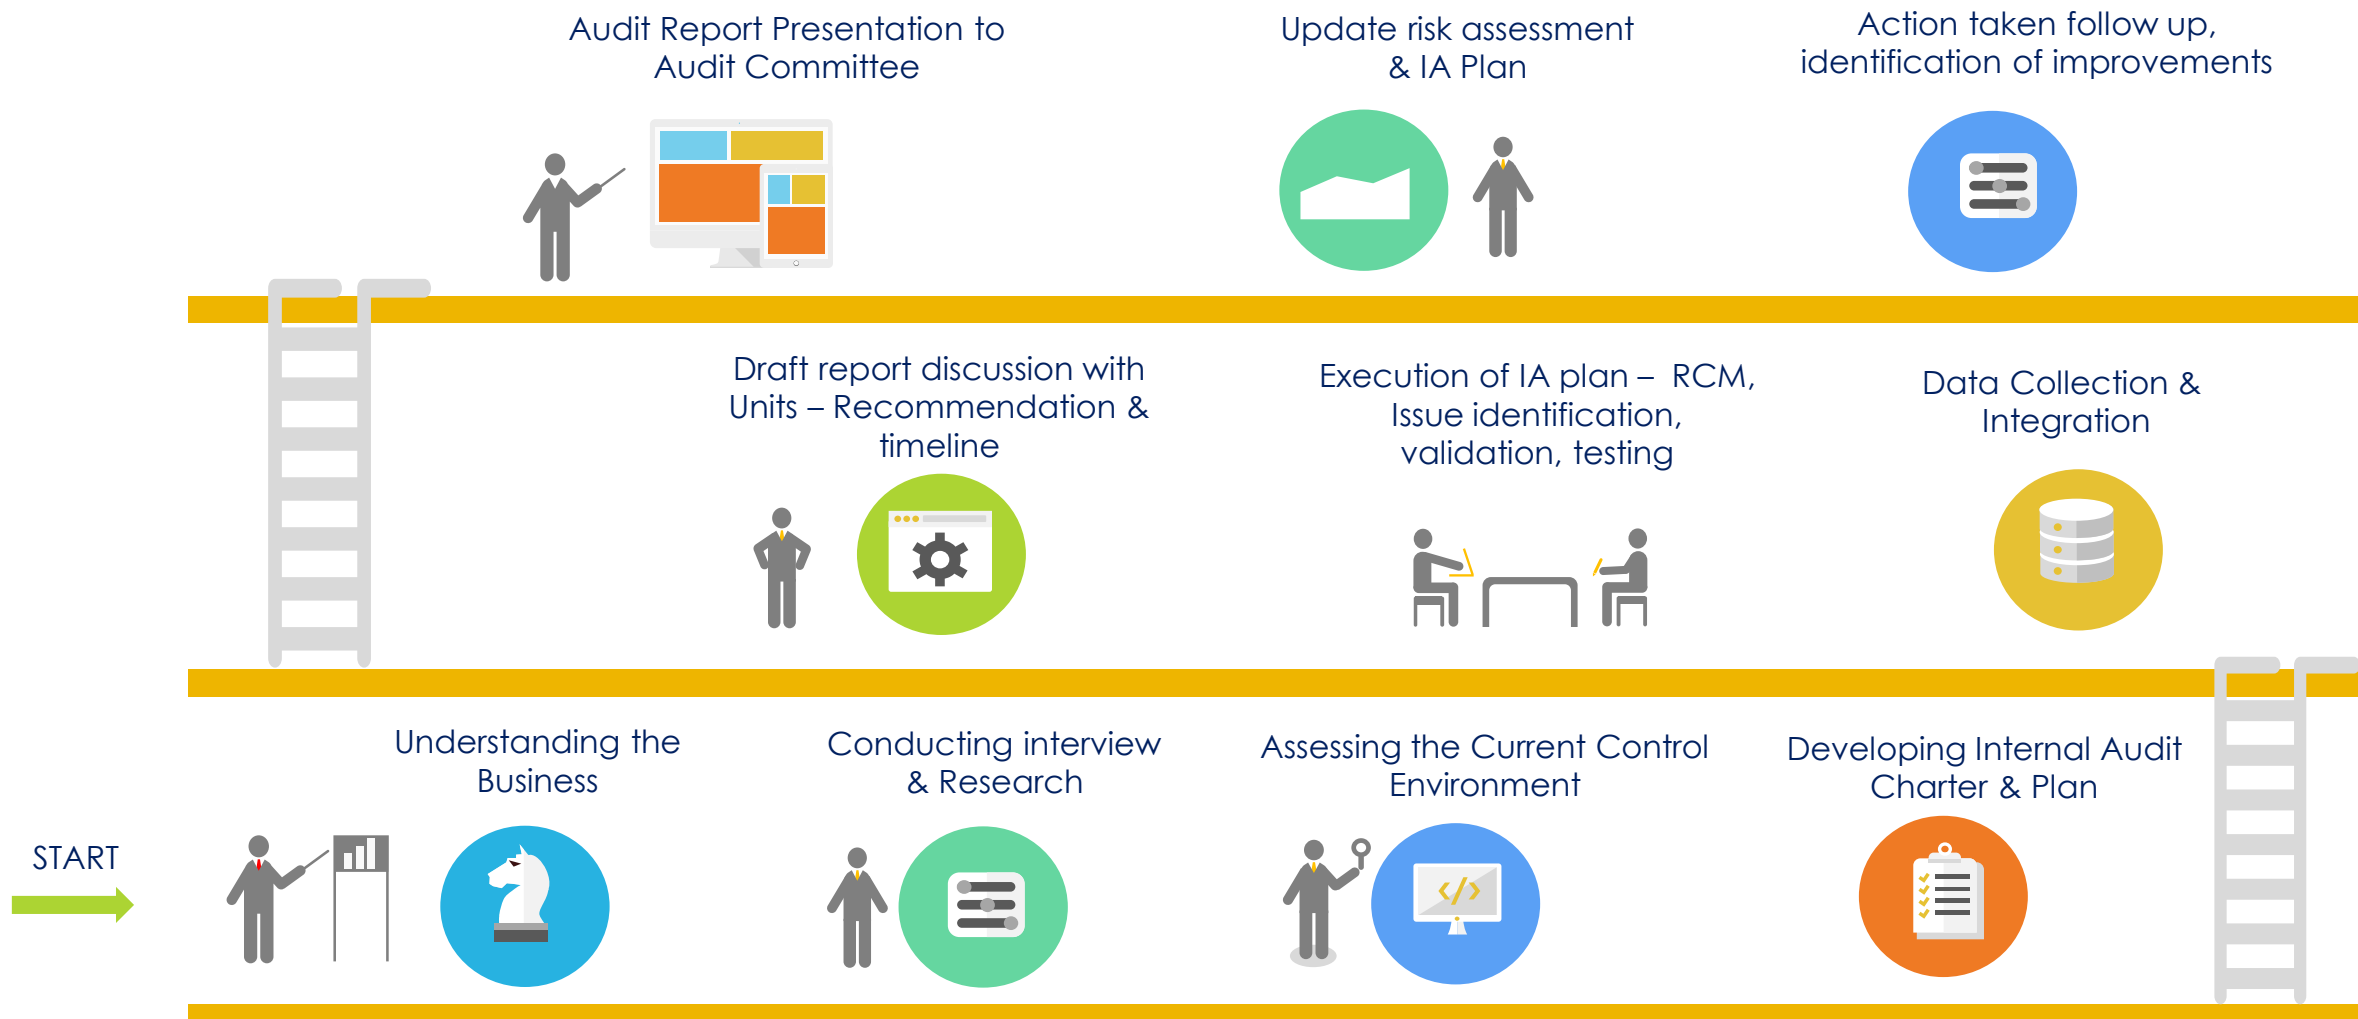 Audit Report Presentation to
Audit Committee
Update risk assessment
& IA Plan
Action taken follow up,
identification of improvements
Draft report discussion with
Units – Recommendation &
timeline
Execution of IA plan – RCM,
Issue identification,
validation, testing
Data Collection &
Integration
Understanding the
Business
Conducting interview
& Research
Assessing the Current Control
Environment
Developing Internal Audit
Charter & Plan
START